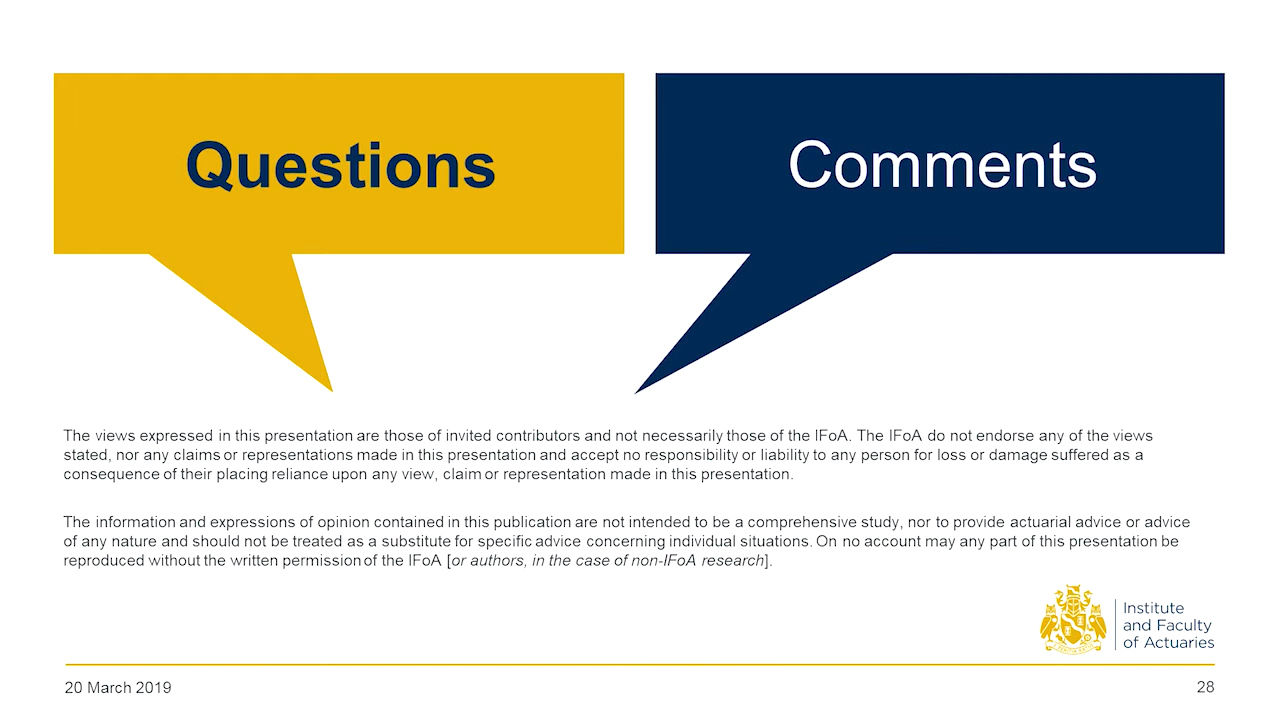 Questions
Comments
The views expressed in this presentation are those of invited contributors and not necessarily those of the IFoA. The IFoA do not endorse any of the views
stated, nor any claims or representations made in this presentation and accept no responsibility or liability to any person for loss or damage suffered as a
consequence of their placing reliance upon any view, claim or representation made in this presentation.
The information and expressions of opinion contained in this publication are not intended to be a comprehensive study, nor to provide actuarial advice or advice
of any nature and should not be treated as a substitute for specific advice concerning individual situations. On no account may any part of this presentation be
reproduced without the written permission of the IFoA [or authors, in the case of non-IFoA research].
Institute
and Faculty
of Actuaries
20 March 2019
28